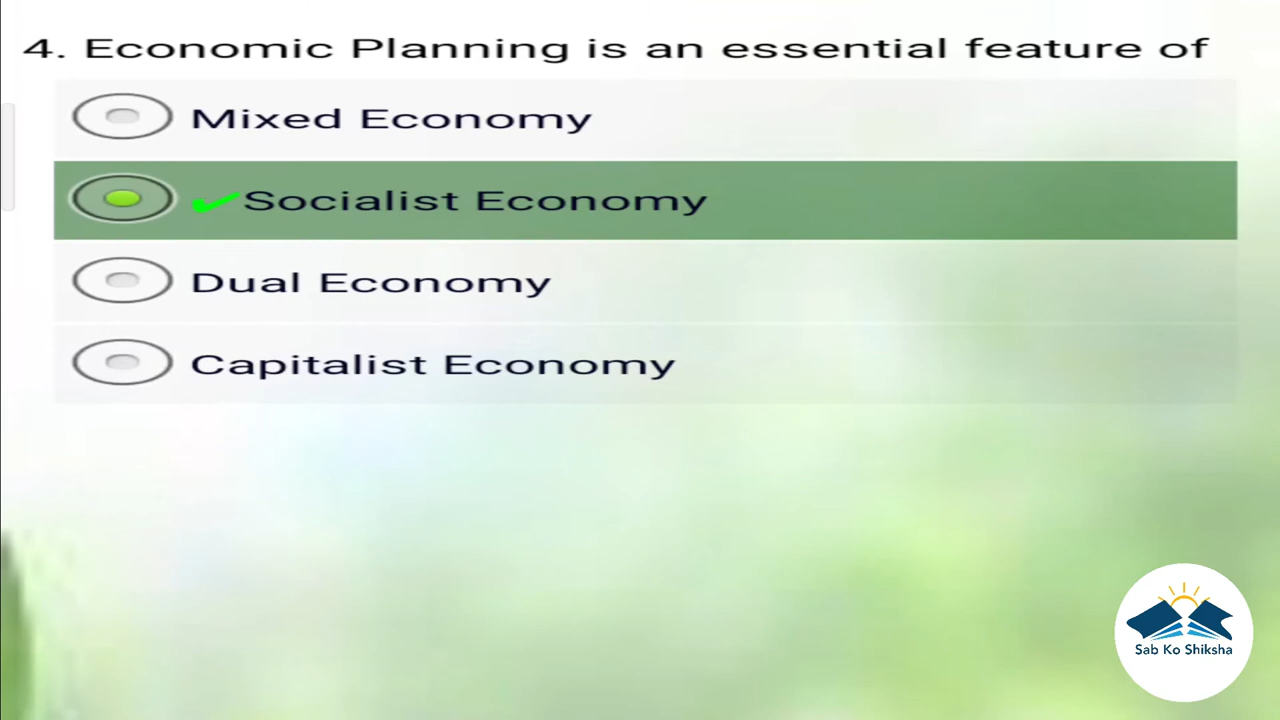 4. Economic Planning is an essential feature of
Mixed Economy
✔Socialist Economy
Dual Economy
Capitalist Economy
Sab Ko Shiksha